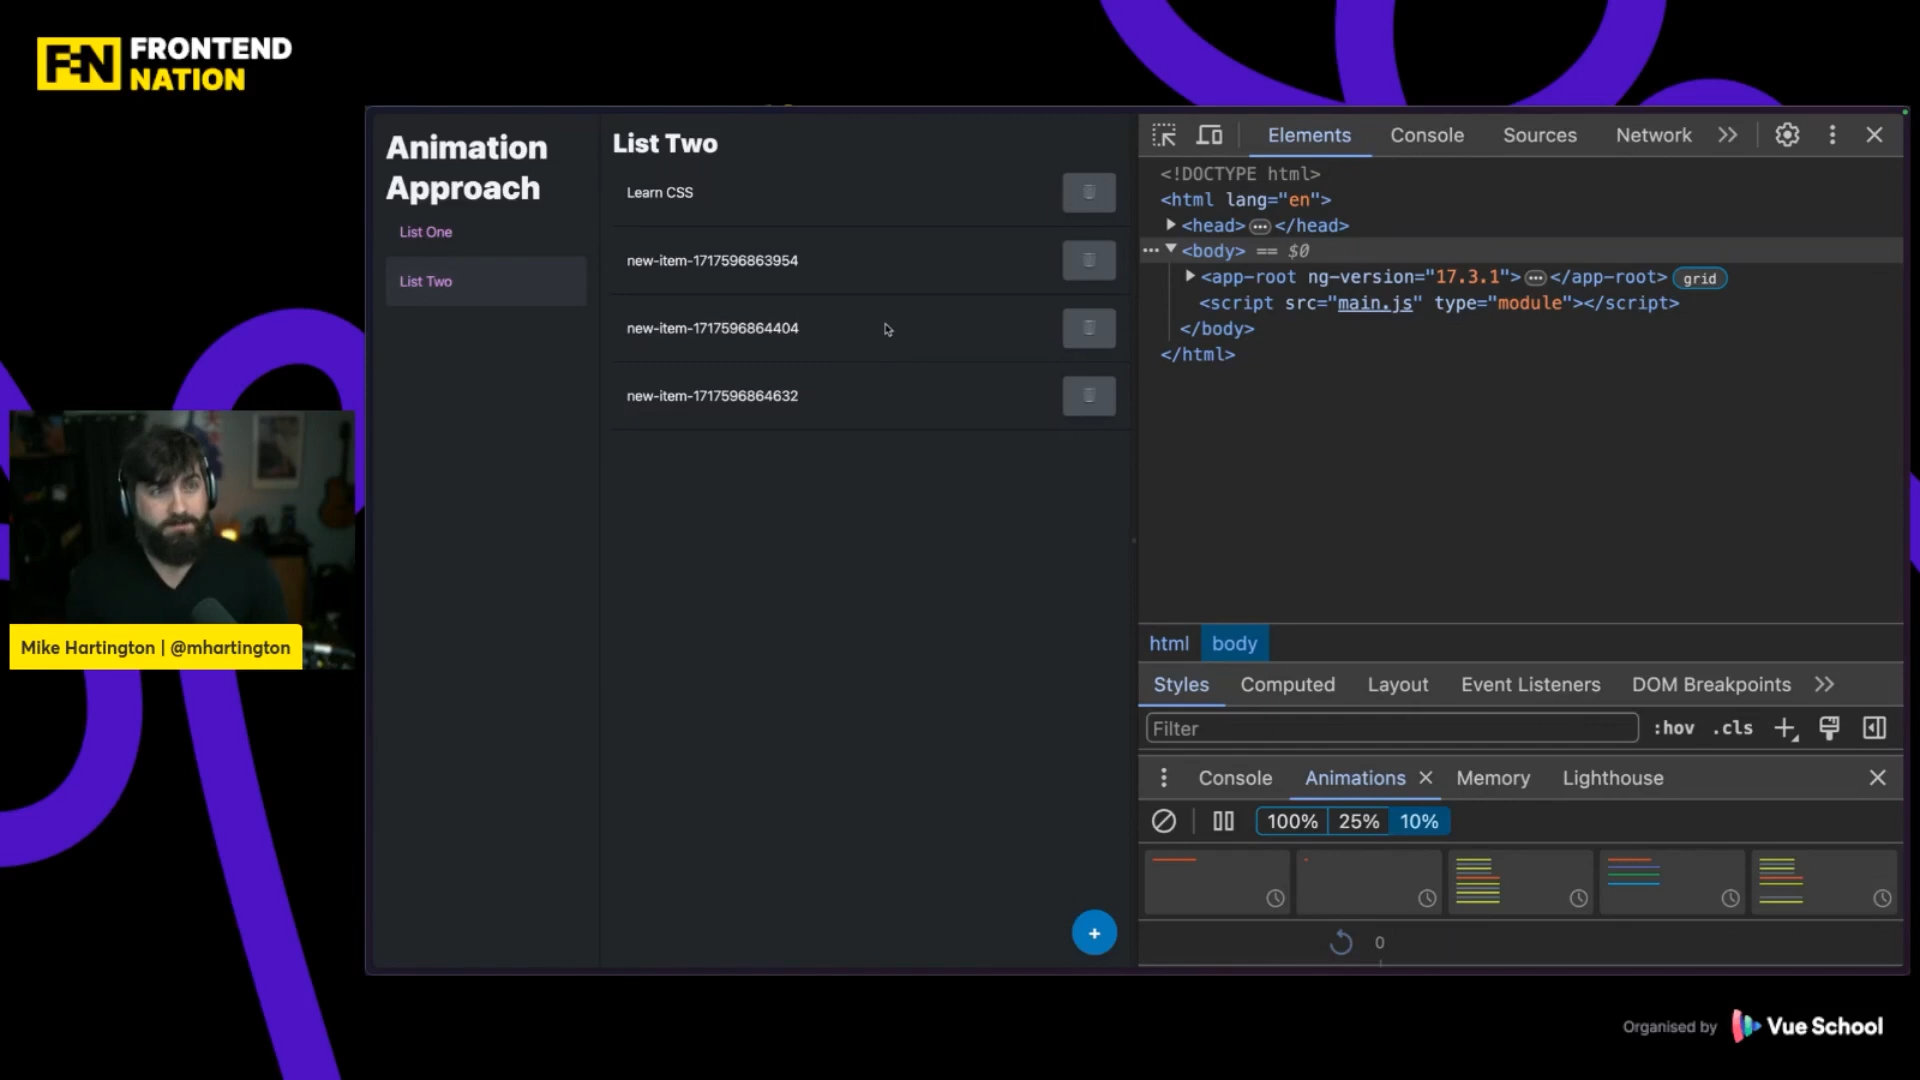 FEN FRONTEND
NATION
Animation
Approach
List One
List Two
List Two
Learn CSS
new-item-1717596863954
new-item-1717596864404
new-item-1717596864632
+
Elements Console Sources Network >>
<!DOCTYPE html>
<html lang="en">
<head> … </head>
<body> == $0
<app-root ng-version="17.3.1"> … </app-root> grid
<script src="main.js" type="module"></script>
</body>
</html>
html body
Styles Computed Layout Event Listeners DOM Breakpoints >>
Filter :hov .cls +
Console Animations × Memory Lighthouse
100% 25% 10%
0
Mike Hartington | @mhartington
Organised by Vue School